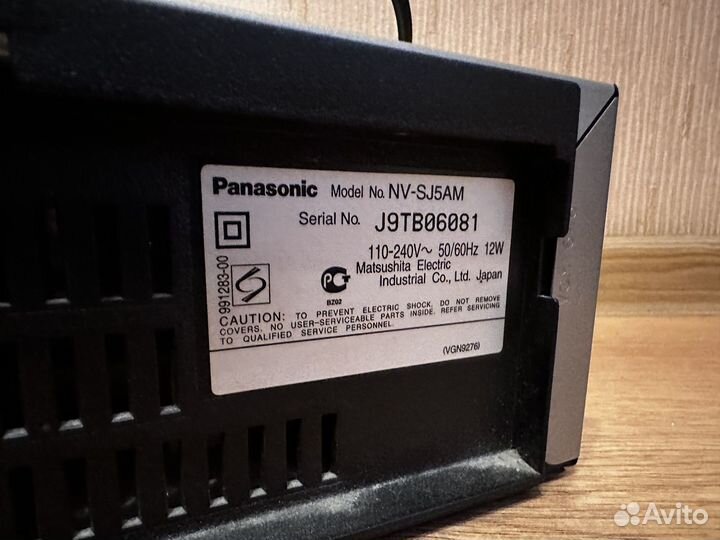 Panasonic Model No. NV-SJ5AM
Serial No. J9TB06081
110-240V~ 50/60Hz 12W
Matsushita Electric
Industrial Co., Ltd. Japan
991283-00
PCT
BZ02
CAUTION: TO PREVENT ELECTRIC SHOCK, DO NOT REMOVE
COVERS. NO USER-SERVICEABLE PARTS INSIDE. REFER SERVICING
TO QUALIFIED SERVICE PERSONNEL.
(VGN9276)
Avito